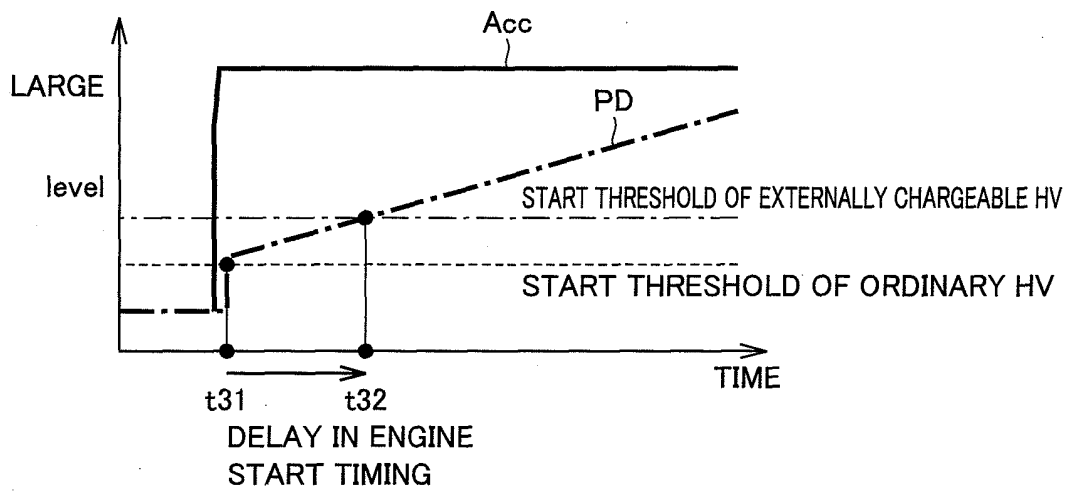 Acc
LARGE
PD
level
START THRESHOLD OF EXTERNALLY CHARGEABLE HV
START THRESHOLD OF ORDINARY HV
TIME
t31
t32
DELAY IN ENGINE
START TIMING